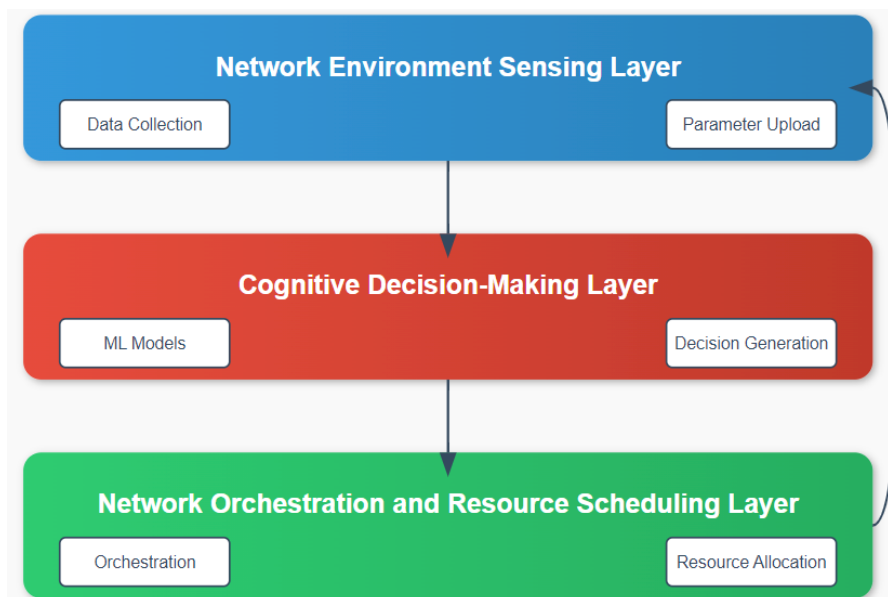 Network Environment Sensing Layer
Data Collection
Parameter Upload
Cognitive Decision-Making Layer
ML Models
Decision Generation
Network Orchestration and Resource Scheduling Layer
Orchestration
Resource Allocation